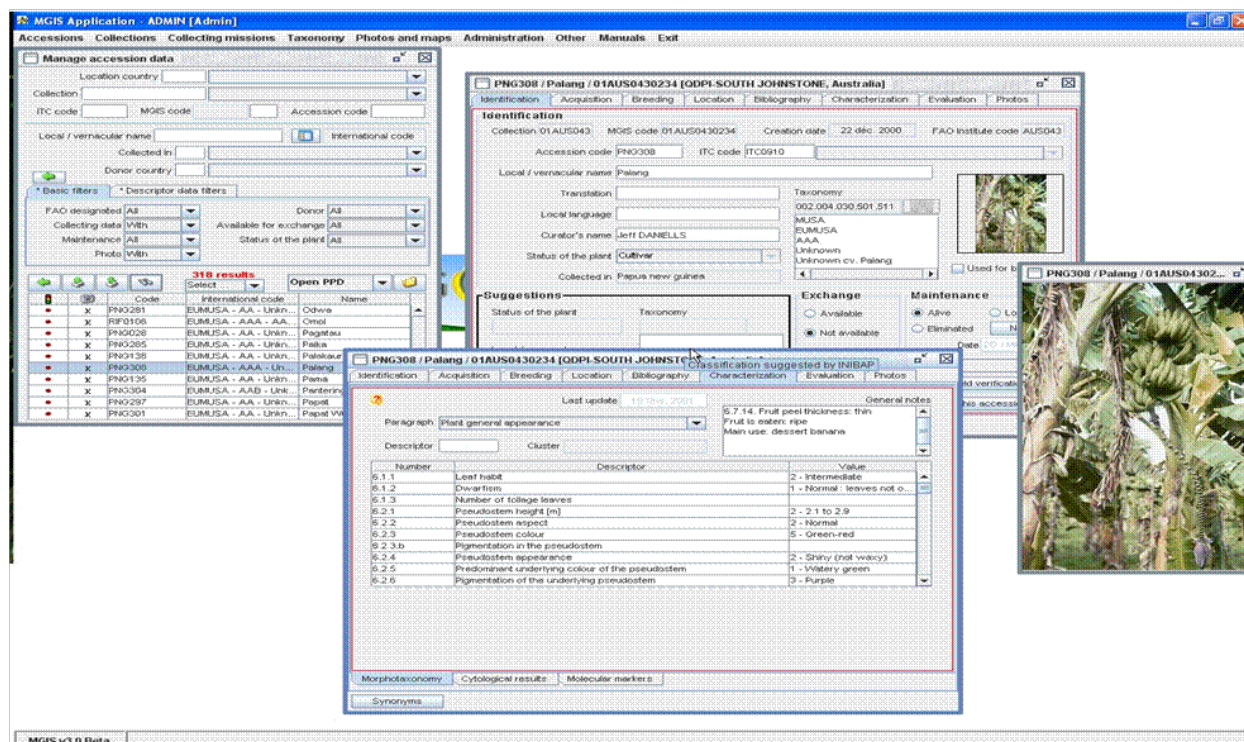 MGIS Application - ADMIN [Admin]
Accessions Collections Collecting missions Taxonomy Photos and maps Administration Other Manuals Exit
Manage accession data
Location country
Collection
ITC code MGIS code Accession code
Local / vernacular name International code
Collected in
Donor country
* Basic filters * Descriptor data filters
FAO designated All Donor All
Collecting data With Available for exchange All
Maintenance All Status of the plant All
Photo With
318 results
Select Open PPD
Code International code Name
x PNG281 EUMUSA - AA - Unkn... Odwa
x RIF0106 EUMUSA - AAA - AA... Omoi
x PNG028 EUMUSA - AA - Unkn... Pagatau
x PNG285 EUMUSA - AA - Unkn... Paika
x PNG138 EUMUSA - AA - Unkn... Palokaur
x PNG308 EUMUSA - AAA - Un... Palang
x PNG135 EUMUSA - AA - Unkn... Pama
x PNG304 EUMUSA - AAB - Unk... Pantering
x PNG297 EUMUSA - AA - Unkn... Papat
x PNG301 EUMUSA - AA - Unkn... Papat W
PNG308 / Palang / 01AUS0430234 [QDPI-SOUTH JOHNSTONE, Australia]
Identification Acquisition Breeding Location Bibliography Characterization Evaluation Photos
Identification
Collection 01AUS043 MGIS code 01AUS0430234 Creation date 22 déc. 2000 FAO Institute code AUS043
Accession code PNG308 ITC code ITC0910
Local / vernacular name Palang
Translation Taxonomy
002.004.030.501.511
Local language MUSA
EUMUSA
Curator's name Jeff DANIELLS AAA
Unknown
Status of the plant Cultivar Unknown cv. Palang
Collected in Papua new guinea Used for b
Suggestions Exchange Maintenance
Status of the plant Taxonomy Available Alive Lo
Not available Eliminated N
Date
PNG308 / Palang / 01AUS04302...
PNG308 / Palang / 01AUS0430234 [QDPI-SOUTH JOHNSTO
Classification suggested by INIBAP
Identification Acquisition Breeding Location Bibliography Characterization Evaluation Photos
Last update General notes
Paragraph Plant general appearance
6.7.14. Fruit peel thickness: thin
Fruit is eaten: ripe
Main use: dessert banana
Descriptor Cluster
Number Descriptor Value
6.1.1 Leaf habit 2 - Intermediate
6.1.2 Dwarfism 1 - Normal : leaves not o...
6.1.3 Number of foliage leaves
6.2.1 Pseudostem height [m] 2 - 2.1 to 2.9
6.2.2 Pseudostem aspect 2 - Normal
6.2.3 Pseudostem colour 5 - Green-red
6.2.3.b Pigmentation in the pseudostem
6.2.4 Pseudostem appearance 2 - Shiny (not waxy)
6.2.5 Predominant underlying colour of the pseudostem 1 - Watery green
6.2.6 Pigmentation of the underlying pseudostem 3 - Purple
Morphotaxonomy Cytological results Molecular markers
Synonyms
MGIS v3.0 Beta